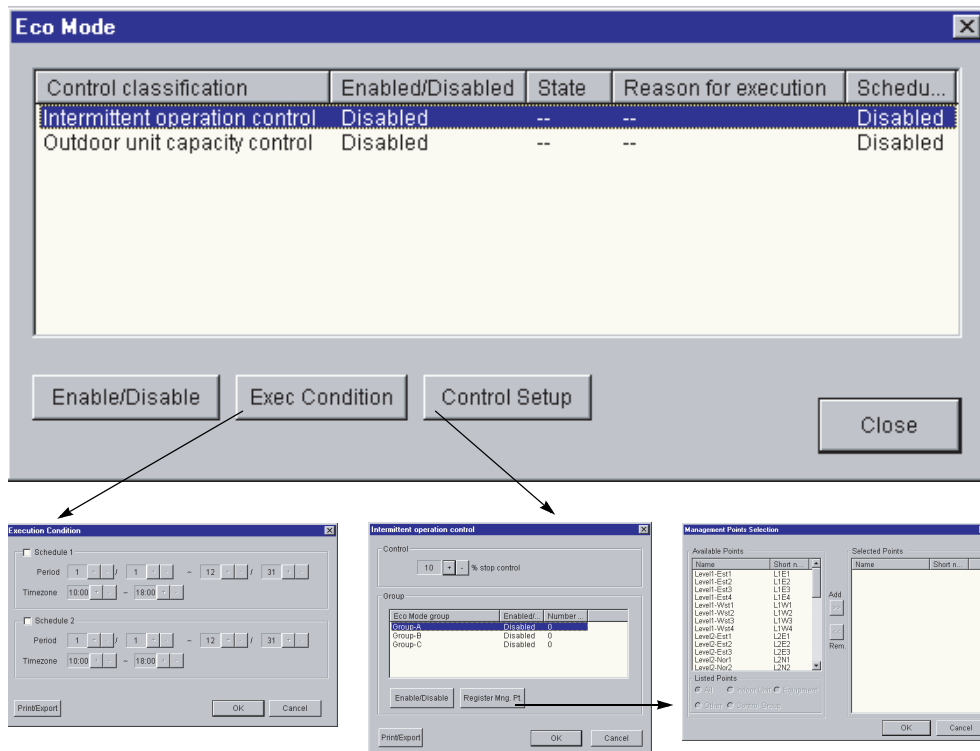 Eco Mode
Control classification Enabled/Disabled State Reason for execution Schedu...
Intermittent operation control Disabled -- -- Disabled
Outdoor unit capacity control Disabled -- -- Disabled
Enable/Disable Exec Condition Control Setup
Close
Execution Condition
Schedule 1
Period 1 + - / 1 + - – 12 + - / 31 + -
Timezone 10:00 + - – 18:00 + -
Schedule 2
Period 1 + - / 1 + - – 12 + - / 31 + -
Timezone 10:00 + - – 18:00 + -
Print/Export OK Cancel
Intermittent operation control
Control
10 + - % stop control
Group
Eco Mode group Enabled/... Number ...
Group-A Disabled 0
Group-B Disabled 0
Group-C Disabled 0
Enable/Disable Register Mng. Pt.
Print/Export OK Cancel
Management Points Selection
Available Points
Name Short n...
Level1-Est1 L1E1
Level1-Est2 L1E2
Level1-Est3 L1E3
Level1-Est4 L1E4
Level1-Wst1 L1W1
Level1-Wst2 L1W2
Level1-Wst3 L1W3
Level1-Wst4 L1W4
Level2-Est1 L2E1
Level2-Est2 L2E2
Level2-Est3 L2E3
Level2-Nor1 L2N1
Level2-Nor2 L2N2
Listed Points
All Equipment
Other Control Group
Add
>>
<<
Rem.
Selected Points
Name Short n...
OK Cancel